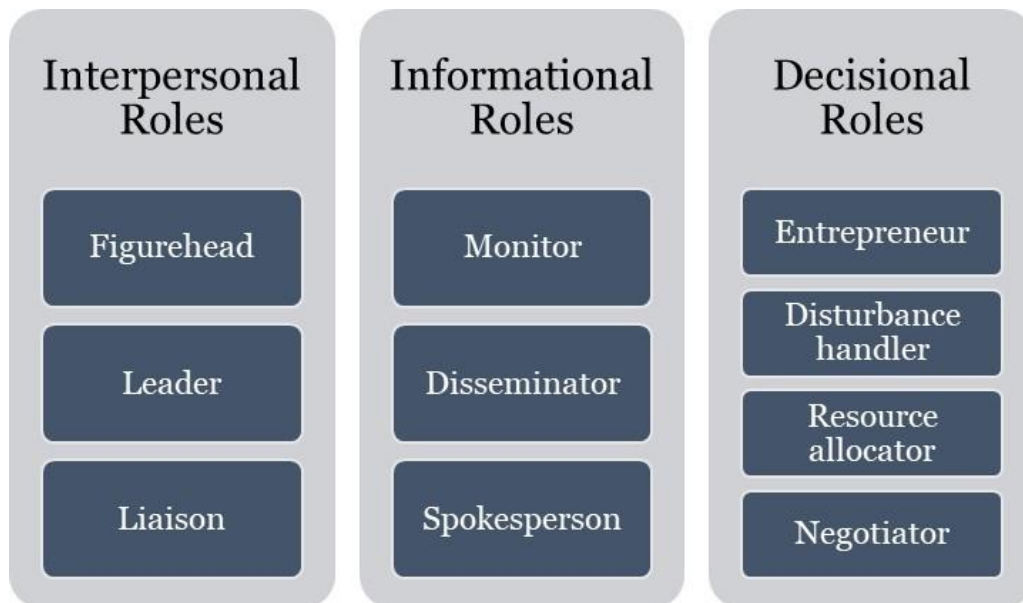 Interpersonal
Roles
Figurehead
Leader
Liaison
Informational
Roles
Monitor
Disseminator
Spokesperson
Decisional
Roles
Entrepreneur
Disturbance
handler
Resource
allocator
Negotiator